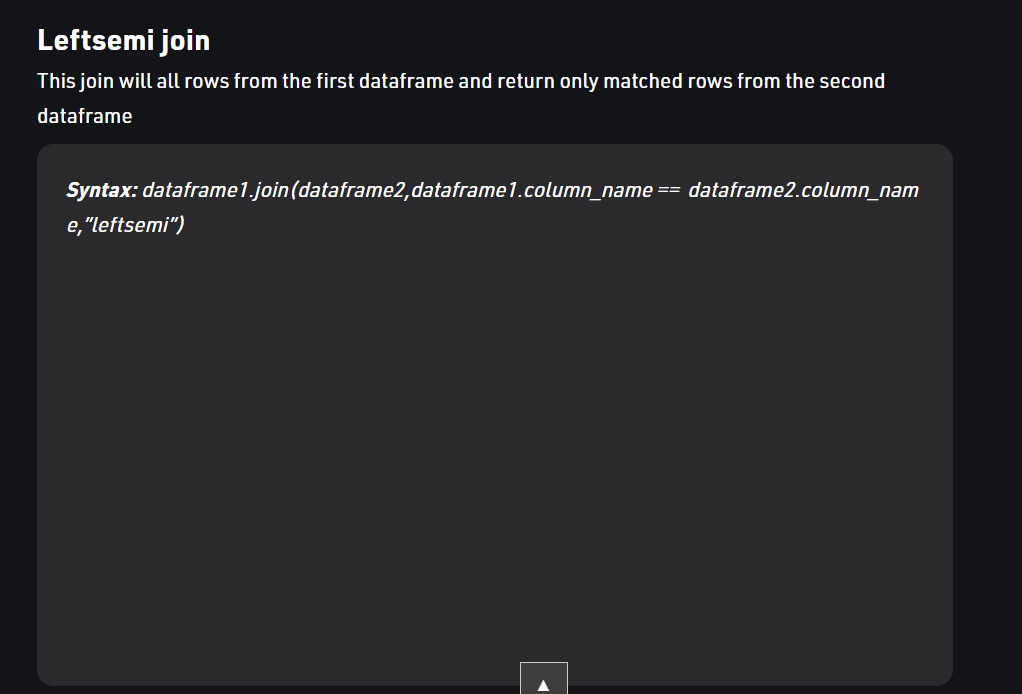 Leftsemi join
This join will all rows from the first dataframe and return only matched rows from the second
dataframe
Syntax: dataframe1.join(dataframe2,dataframe1.column_name == dataframe2.column_nam
e,”leftsemi”)
▲